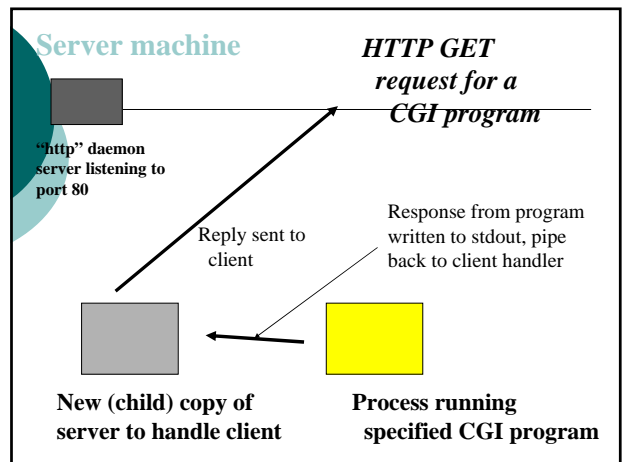 Server machine
HTTP GET
request for a
CGI program
“http” daemon
server listening to
port 80
Reply sent to
client
Response from program
written to stdout, pipe
back to client handler
New (child) copy of
server to handle client
Process running
specified CGI program